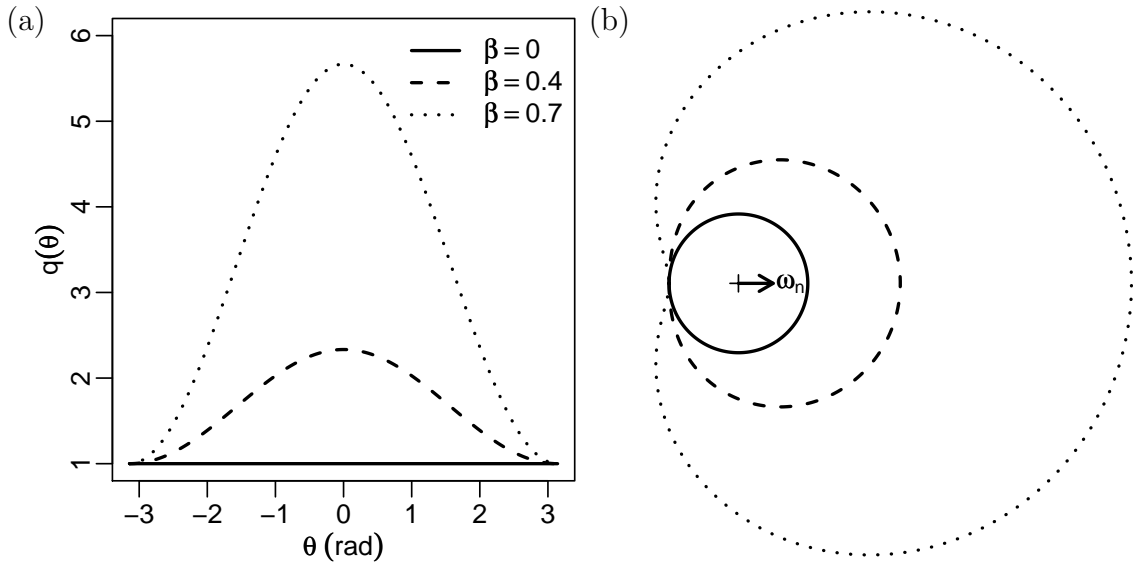 (a)
6
5
4
3
2
1
q(θ)
β = 0
β = 0.4
β = 0.7
−3 −2 −1 0 1 2 3
θ (rad)
(b)
ωn